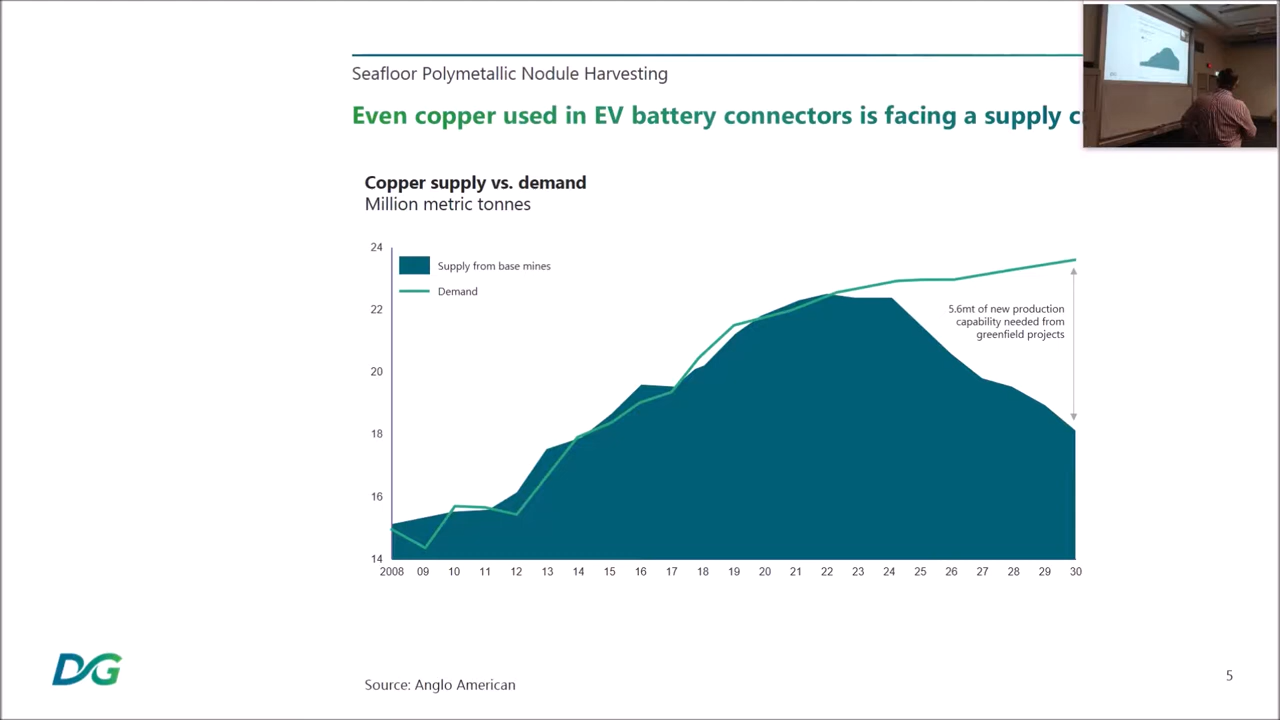 Seafloor Polymetallic Nodule Harvesting
Even copper used in EV battery connectors is facing a supply
Copper supply vs. demand
Million metric tonnes
24
22
20
18
16
14
Supply from base mines
Demand
5.6mt of new production
capability needed from
greenfield projects
2008 09 10 11 12 13 14 15 16 17 18 19 20 21 22 23 24 25 26 27 28 29 30
DG
Source: Anglo American
5